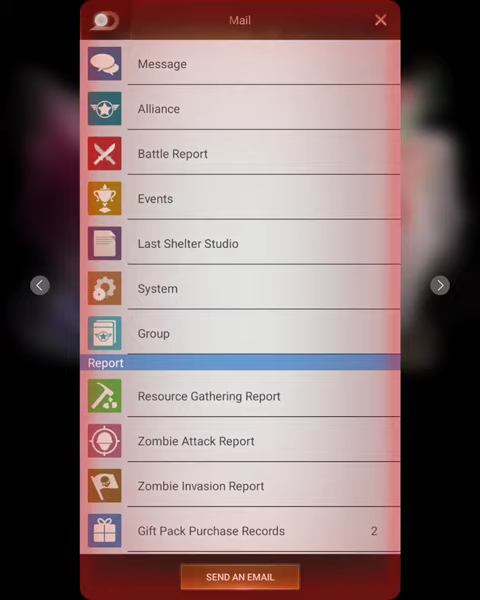 Mail
Message
Alliance
Battle Report
Events
Last Shelter Studio
System
Group
Report
Resource Gathering Report
Zombie Attack Report
Zombie Invasion Report
Gift Pack Purchase Records 2
SEND AN EMAIL